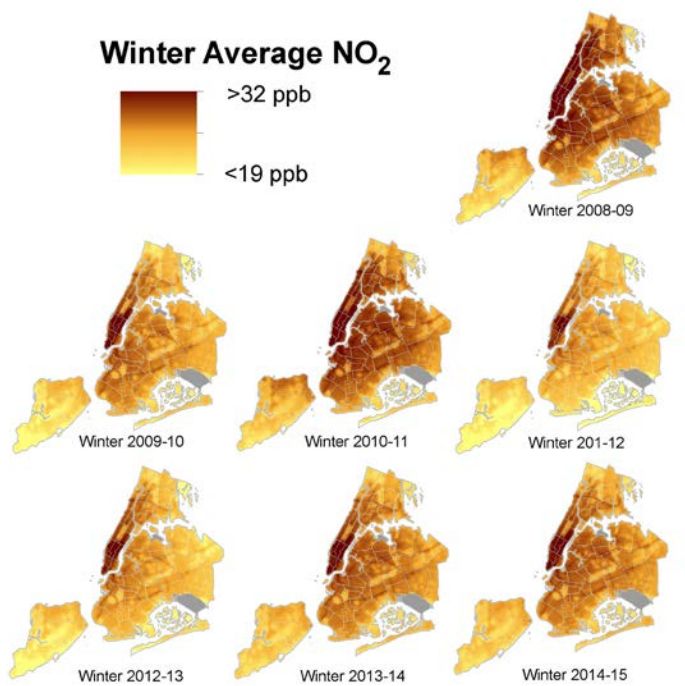 Winter Average NO₂
>32 ppb
<19 ppb
Winter 2008-09
Winter 2009-10
Winter 2010-11
Winter 201-12
Winter 2012-13
Winter 2013-14
Winter 2014-15